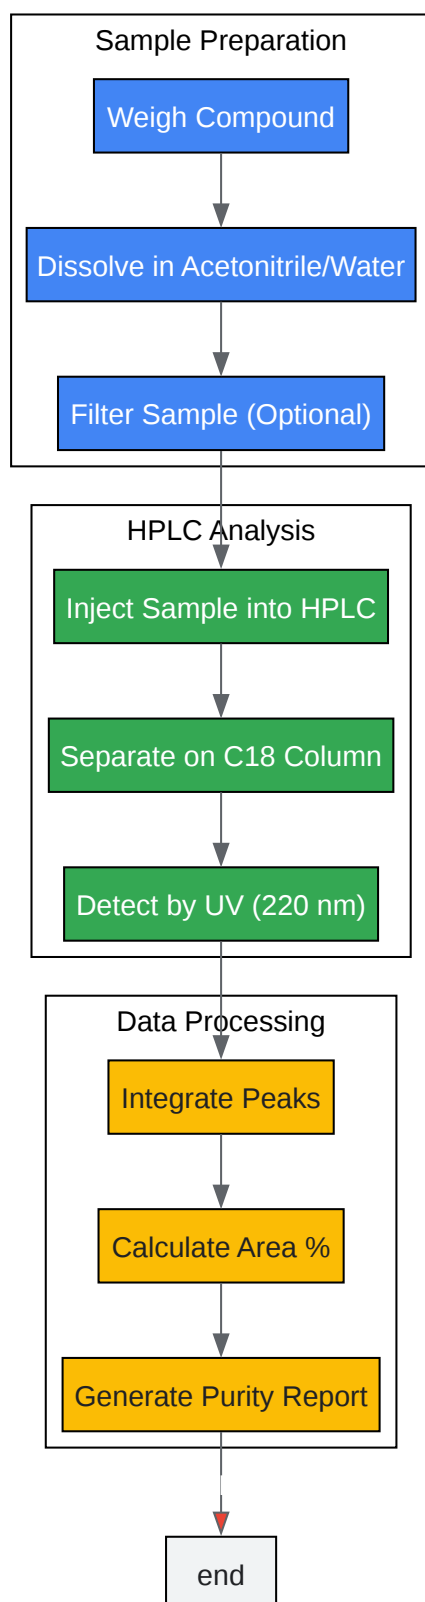 Sample Preparation
Weigh Compound
Dissolve in Acetonitrile/Water
Filter Sample (Optional)
HPLC Analysis
Inject Sample into HPLC
Separate on C18 Column
Detect by UV (220 nm)
Data Processing
Integrate Peaks
Calculate Area %
Generate Purity Report
end